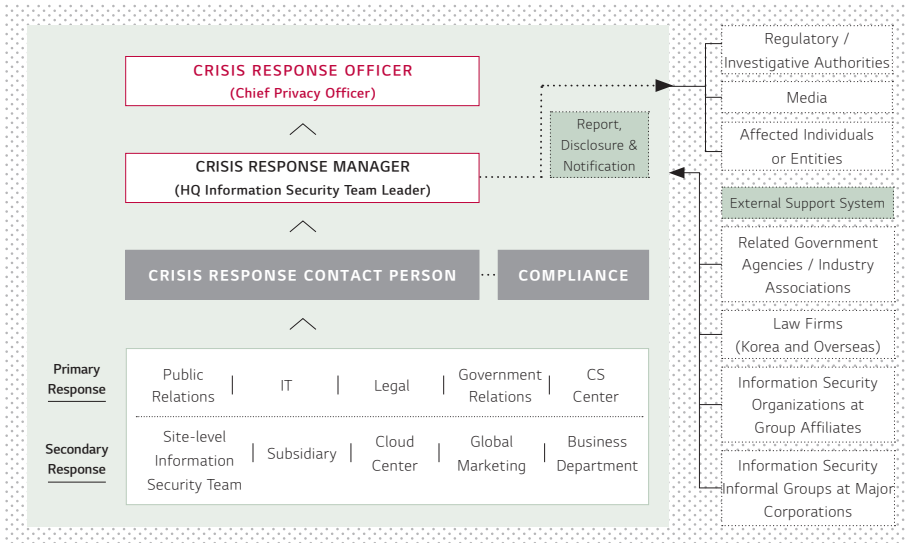 CRISIS RESPONSE OFFICER
(Chief Privacy Officer)
CRISIS RESPONSE MANAGER
(HQ Information Security Team Leader)
Report,
Disclosure &
Notification
CRISIS RESPONSE CONTACT PERSON
COMPLIANCE
Primary
Response
Public
Relations
IT
Legal
Government
Relations
CS
Center
Secondary
Response
Site-level
Information
Security Team
Subsidiary
Cloud
Center
Global
Marketing
Business
Department
Regulatory /
Investigative Authorities
Media
Affected Individuals
or Entities
External Support System
Related Government
Agencies / Industry
Associations
Law Firms
(Korea and Overseas)
Information Security
Organizations at
Group Affiliates
Information Security
Informal Groups at Major
Corporations